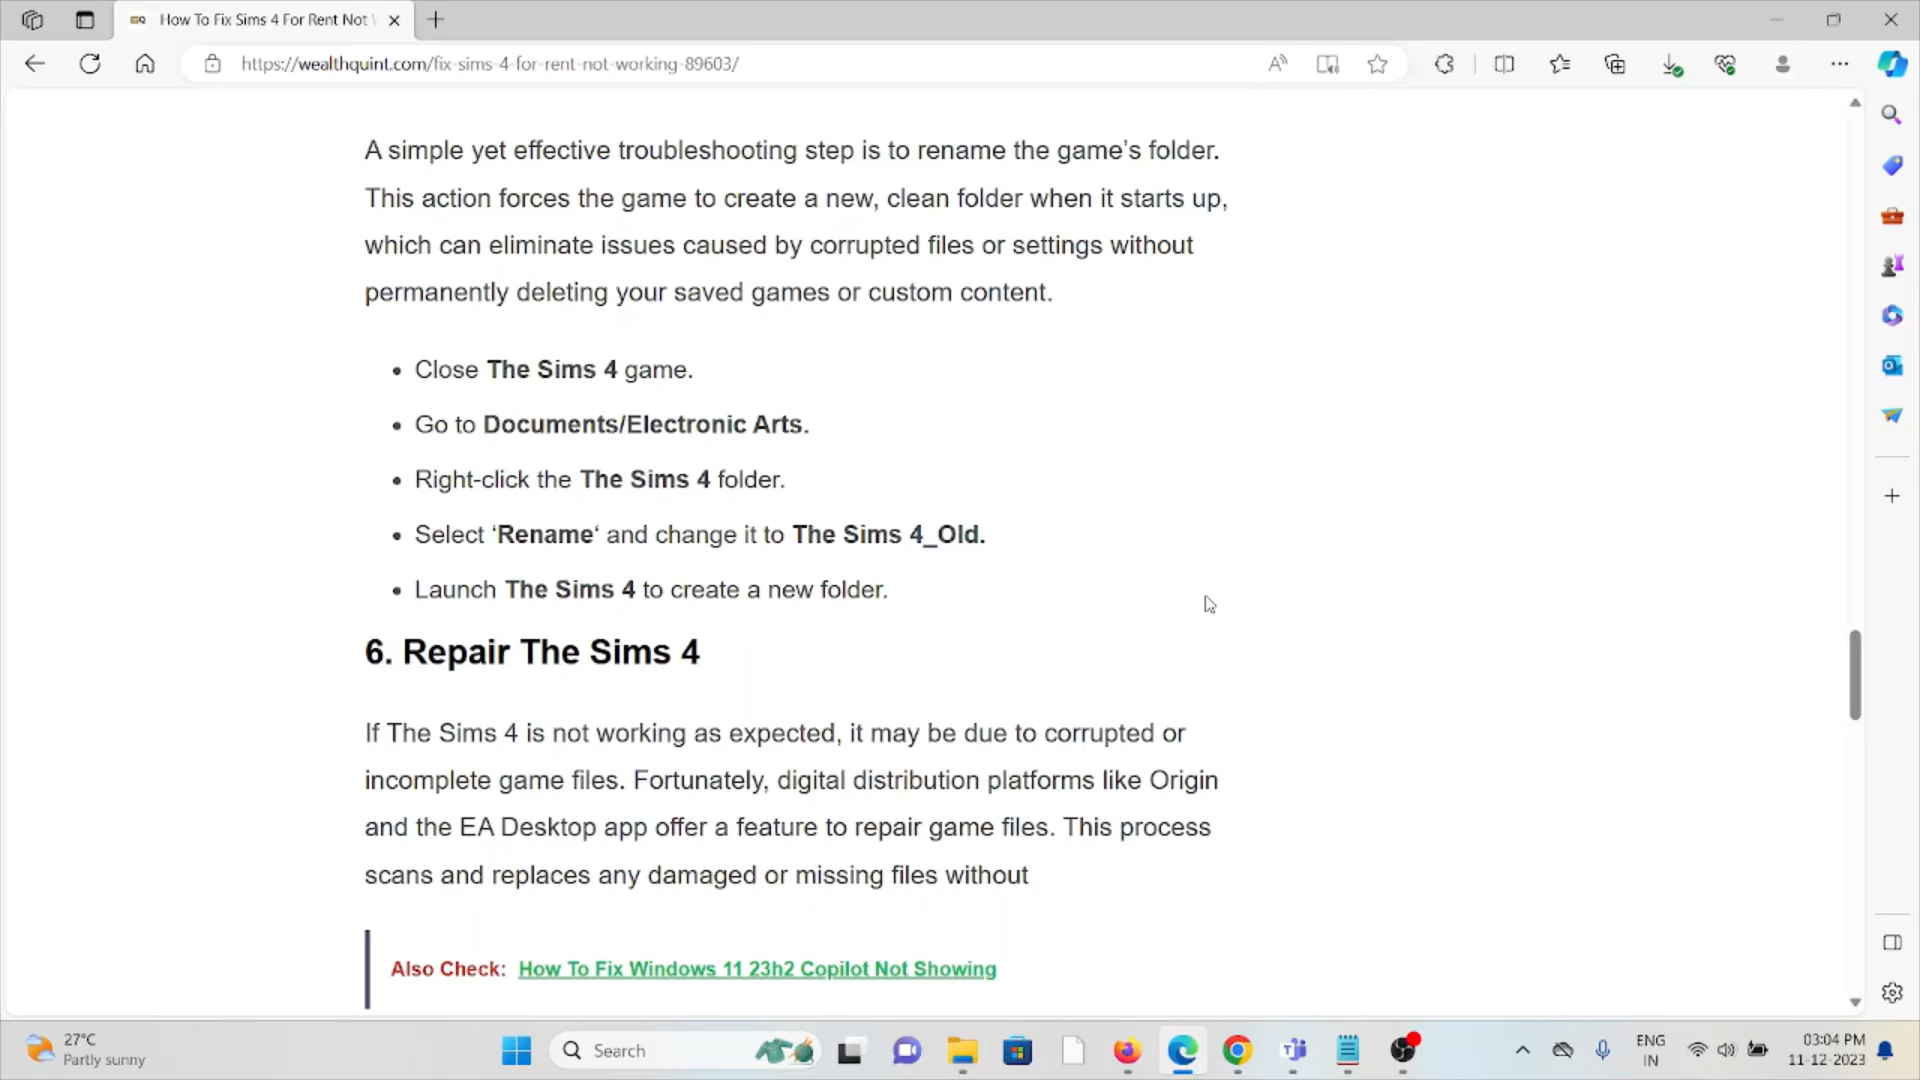 How To Fix Sims 4 For Rent Not
https://wealthquint.com/fix-sims-4-for-rent-not-working-89603/
A simple yet effective troubleshooting step is to rename the game’s folder.
This action forces the game to create a new, clean folder when it starts up,
which can eliminate issues caused by corrupted files or settings without
permanently deleting your saved games or custom content.
• Close The Sims 4 game.
• Go to Documents/Electronic Arts.
• Right-click the The Sims 4 folder.
• Select ‘Rename‘ and change it to The Sims 4_Old.
• Launch The Sims 4 to create a new folder.
6. Repair The Sims 4
If The Sims 4 is not working as expected, it may be due to corrupted or
incomplete game files. Fortunately, digital distribution platforms like Origin
and the EA Desktop app offer a feature to repair game files. This process
scans and replaces any damaged or missing files without
Also Check: How To Fix Windows 11 23h2 Copilot Not Showing
27°C
Partly sunny
Search
ENG
IN
03:04 PM
11-12-2023